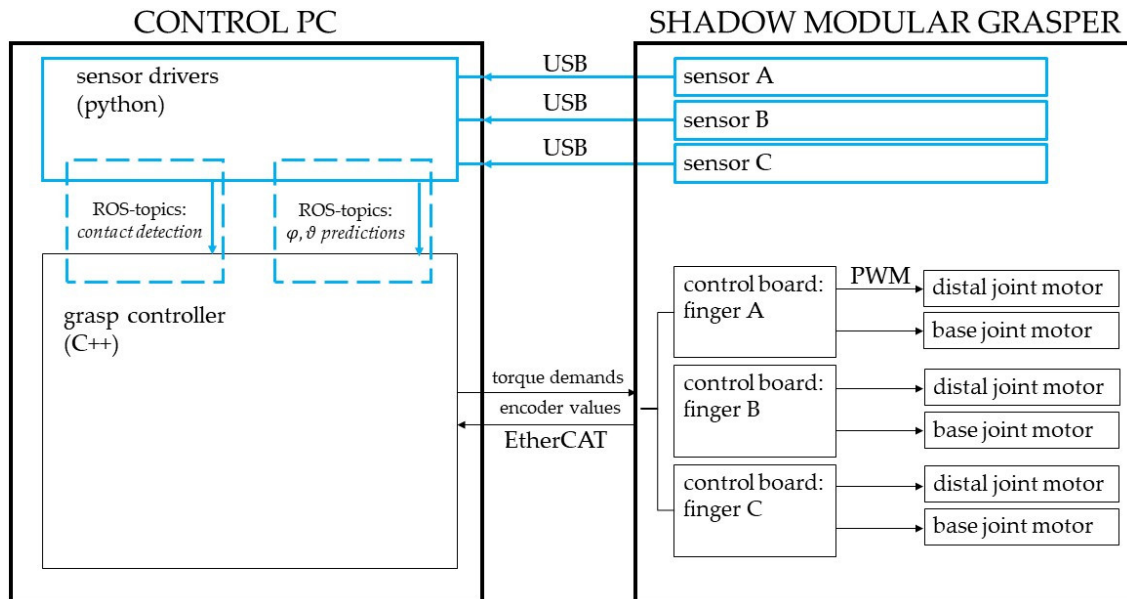 CONTROL PC
sensor drivers
(python)
ROS-topics:
contact detection
ROS-topics:
φ, ϑ predictions
grasp controller
(C++)
USB
USB
USB
torque demands
encoder values
EtherCAT
SHADOW MODULAR GRASPER
sensor A
sensor B
sensor C
control board:
finger A
PWM
distal joint motor
base joint motor
control board:
finger B
distal joint motor
base joint motor
control board:
finger C
distal joint motor
base joint motor